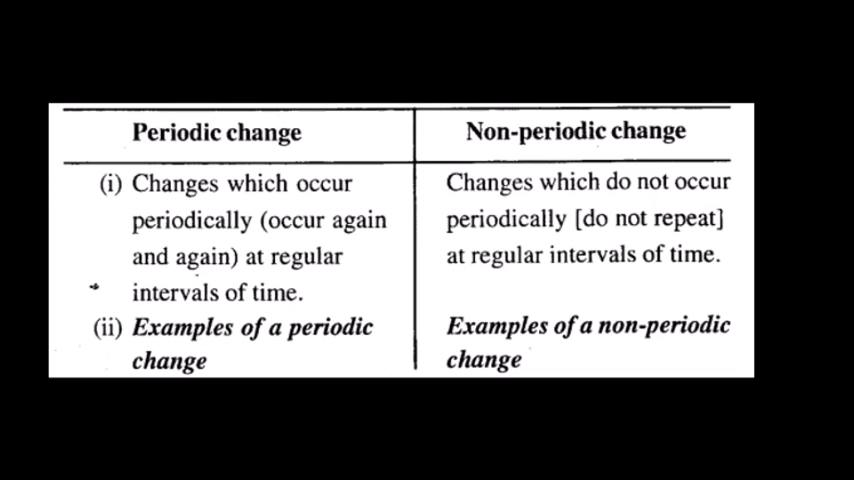 Periodic change
Non-periodic change
(i) Changes which occur
periodically (occur again
and again) at regular
intervals of time.
Changes which do not occur
periodically [do not repeat]
at regular intervals of time.
(ii) Examples of a periodic
change
Examples of a non-periodic
change